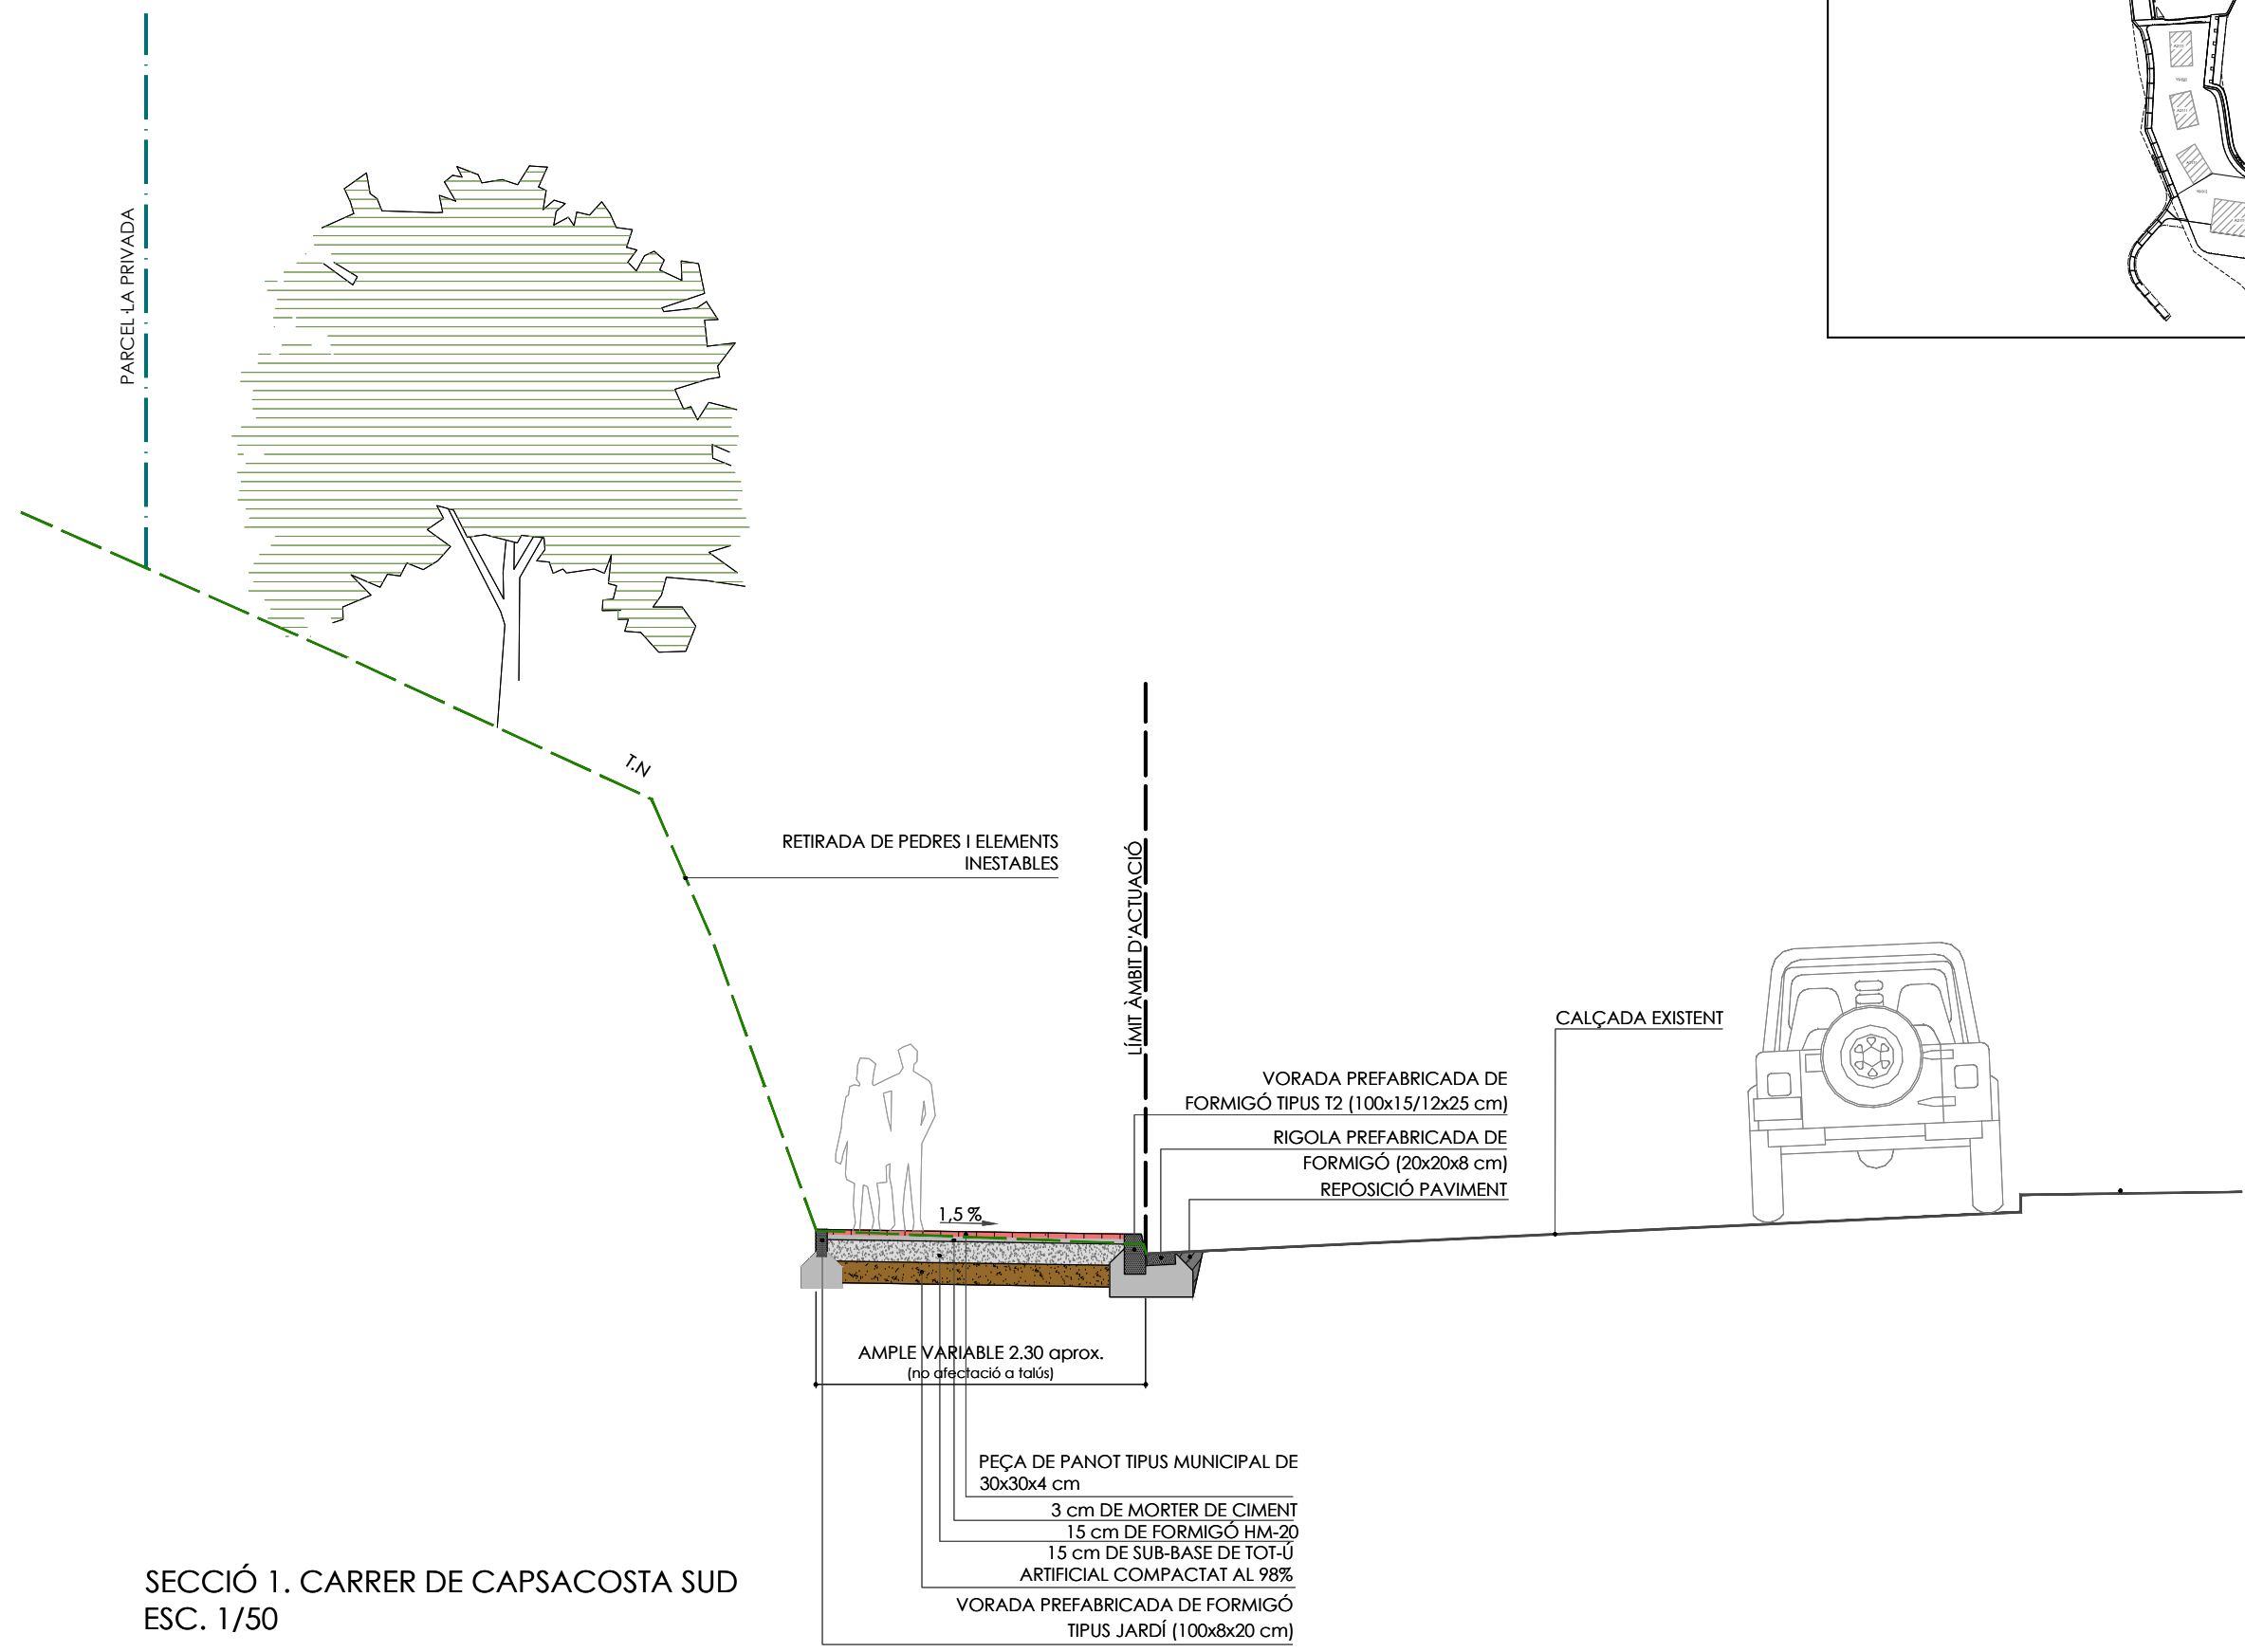 PARCEL·LA PRIVADA
T.N
RETIRADA DE PEDRES I ELEMENTS
INESTABLES
LÍMIT ÀMBIT D'ACTUACIÓ
CALÇADA EXISTENT
VORADA PREFABRICADA DE
FORMIGÓ TIPUS T2 (100x15/12x25 cm)
RIGOLA PREFABRICADA DE
FORMIGÓ (20x20x8 cm)
REPOSICIÓ PAVIMENT
1,5 %
AMPLE VARIABLE 2.30 aprox.
(no afectació a talús)
PEÇA DE PANOT TIPUS MUNICIPAL DE
30x30x4 cm
3 cm DE MORTER DE CIMENT
15 cm DE FORMIGÓ HM-20
15 cm DE SUB-BASE DE TOT-Ú
ARTIFICIAL COMPACTAT AL 98%
VORADA PREFABRICADA DE FORMIGÓ
TIPUS JARDÍ (100x8x20 cm)
SECCIÓ 1. CARRER DE CAPSACOSTA SUD
ESC. 1/50